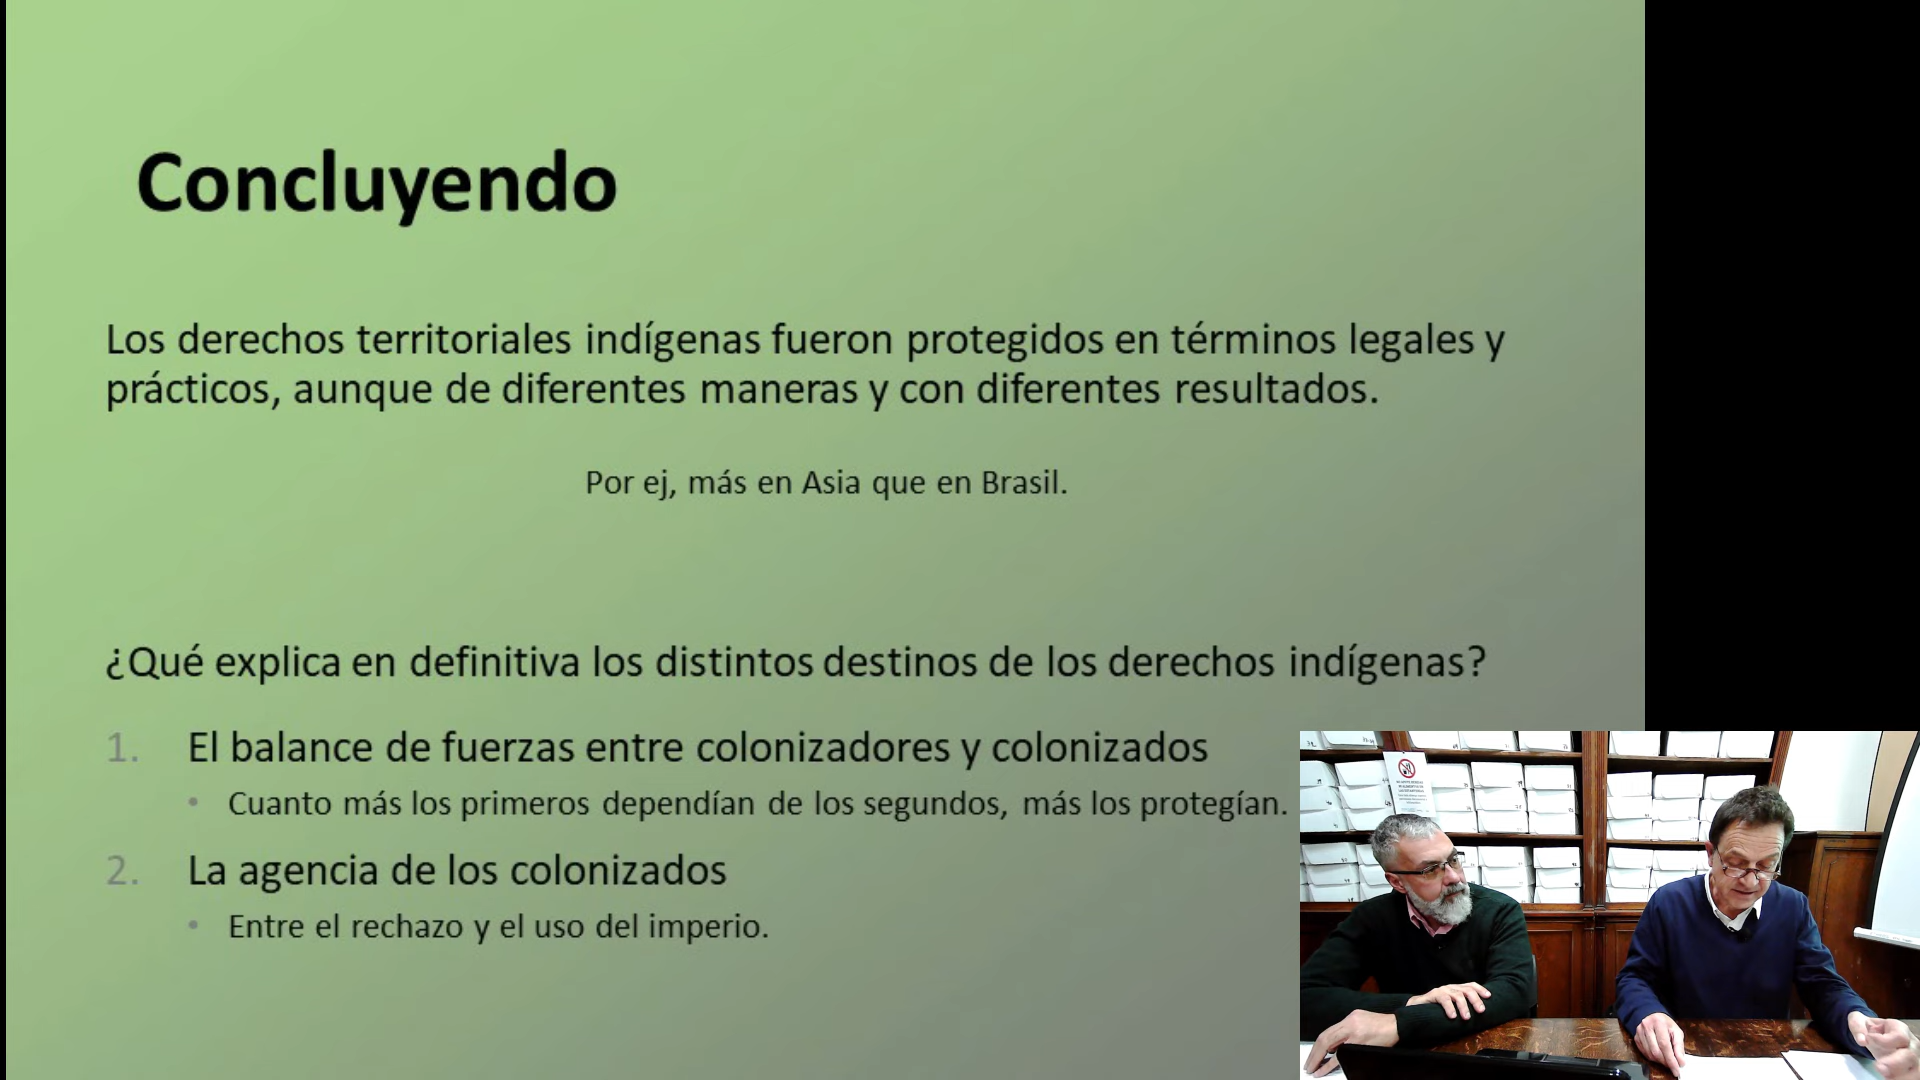 Concluyendo
Los derechos territoriales indígenas fueron protegidos en términos legales y
prácticos, aunque de diferentes maneras y con diferentes resultados.
Por ej, más en Asia que en Brasil.
¿Qué explica en definitiva los distintos destinos de los derechos indígenas?
1. El balance de fuerzas entre colonizadores y colonizados
• Cuanto más los primeros dependían de los segundos, más los protegían.
2. La agencia de los colonizados
• Entre el rechazo y el uso del imperio.